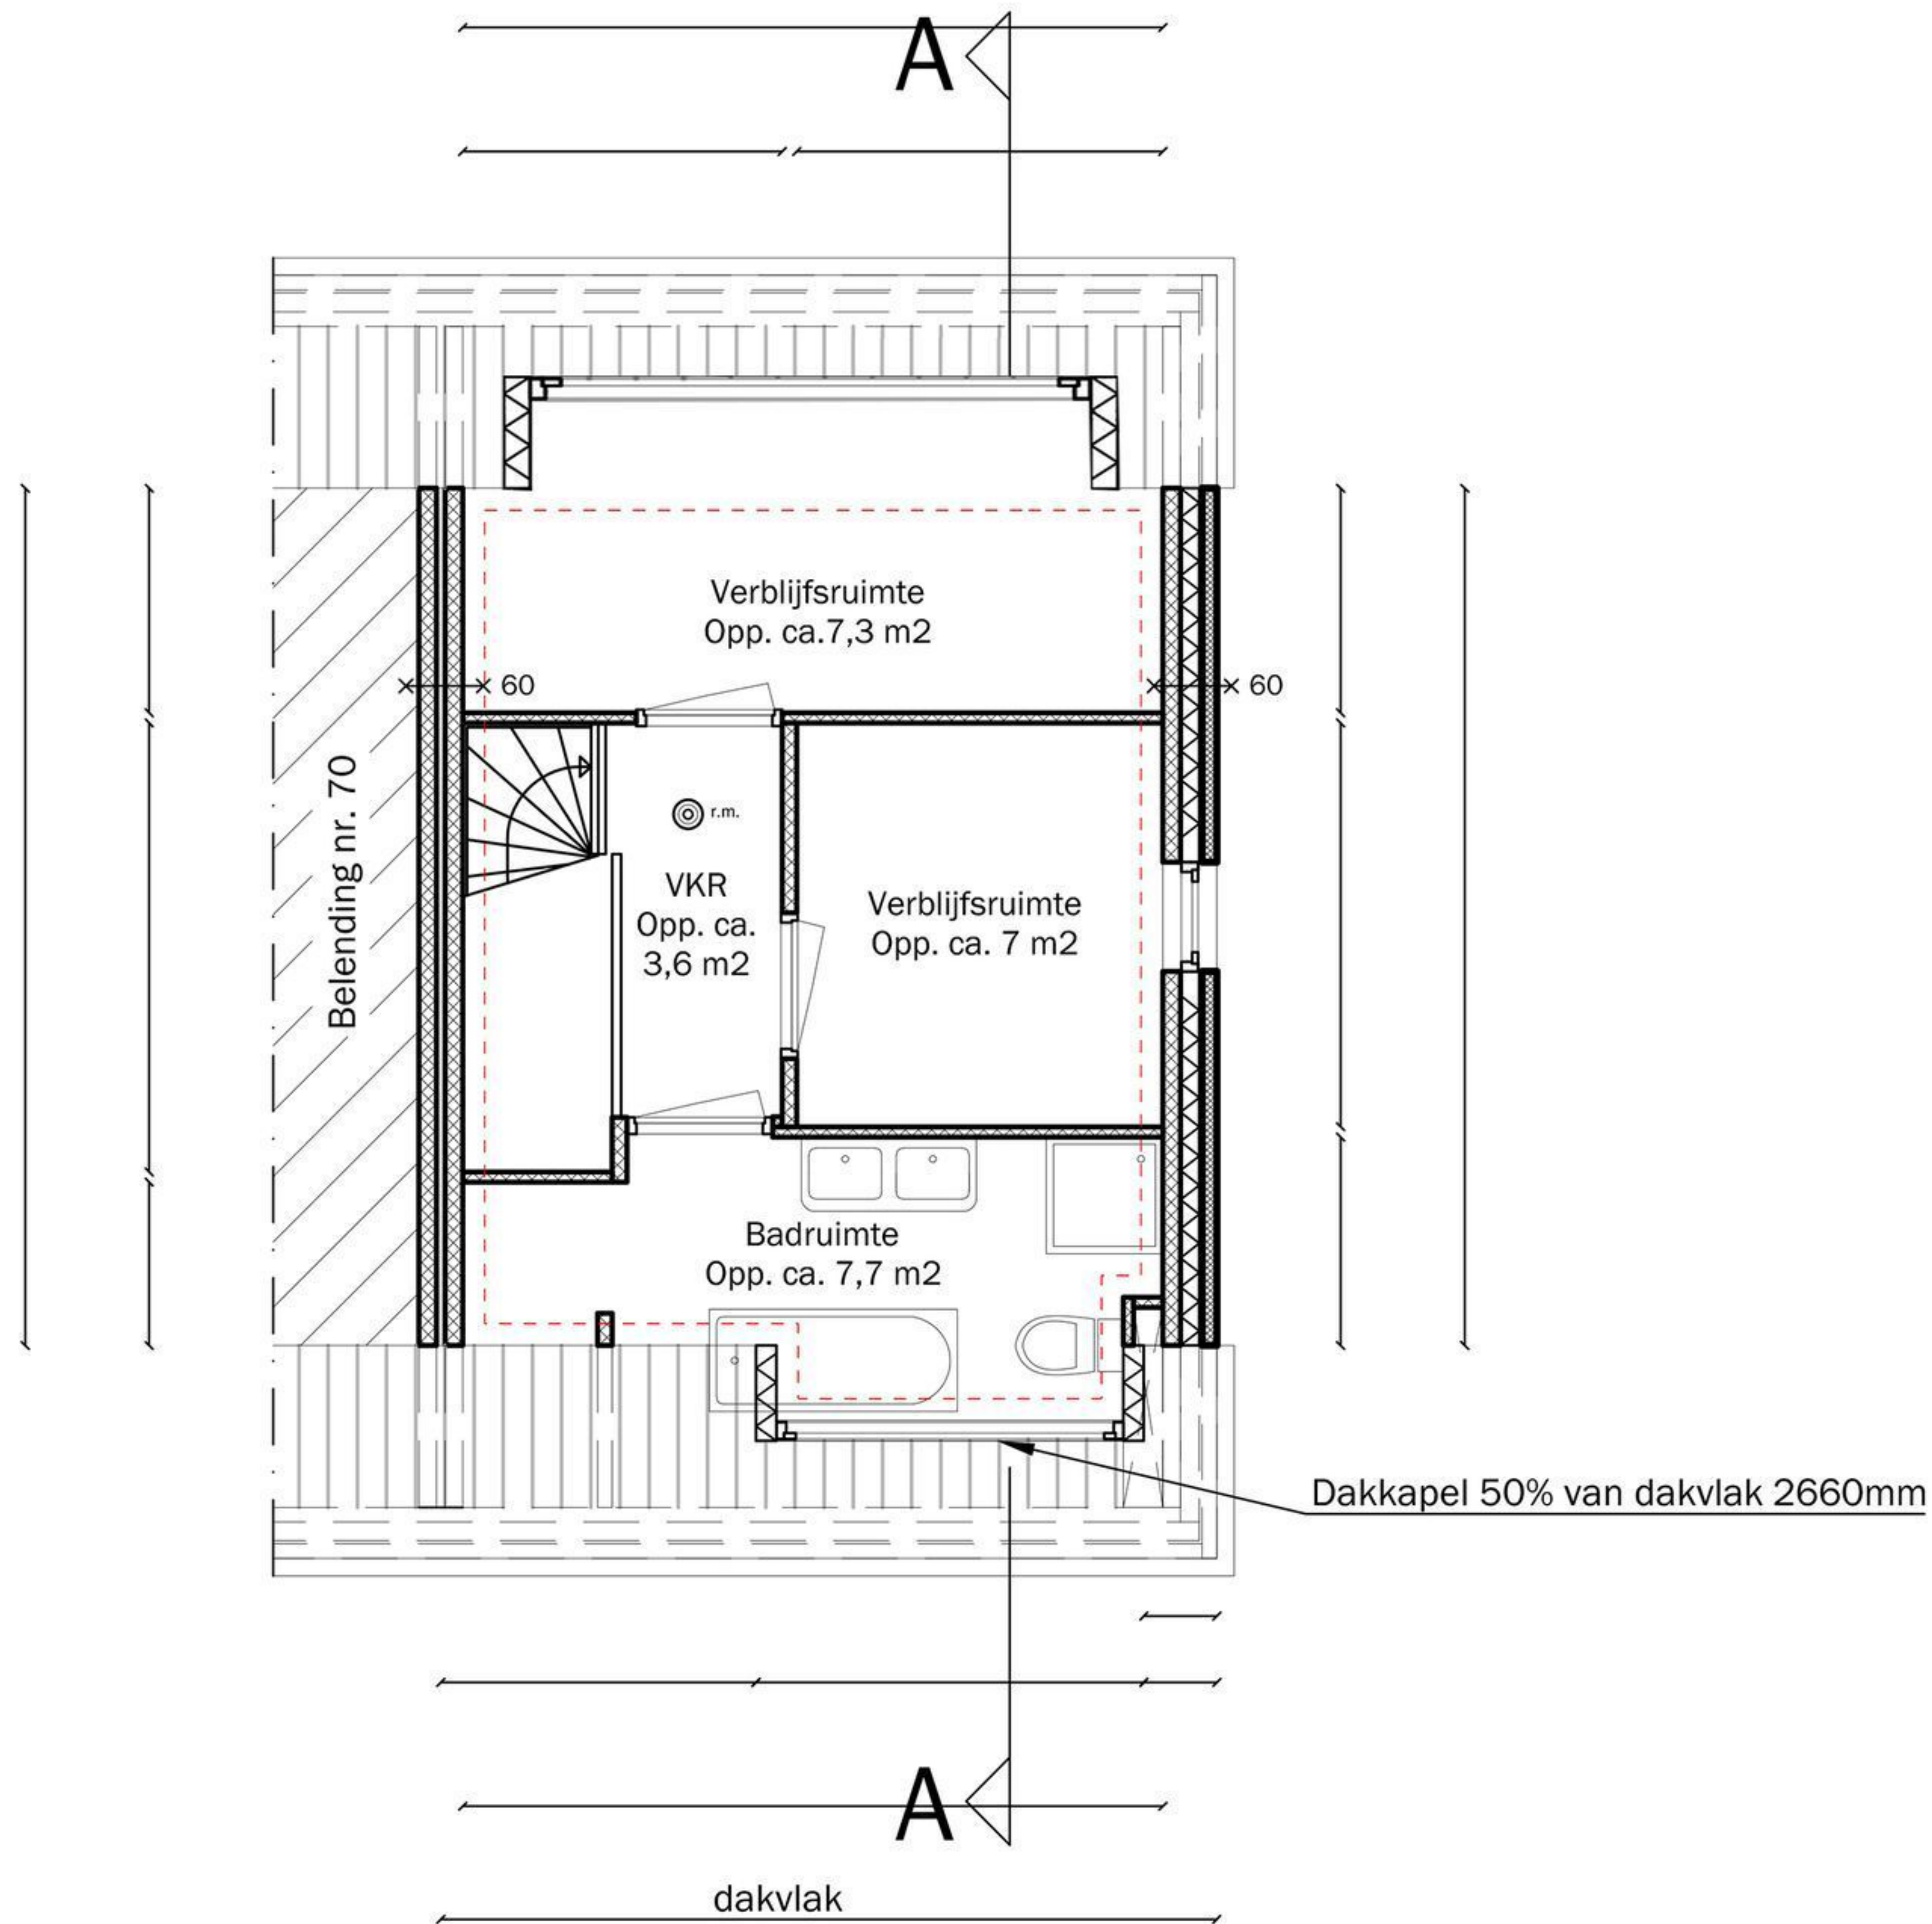 A
Verblijfsruimte
Opp. ca.7,3 m2
60
60
Belending nr. 70
r.m.
VKR
Opp. ca.
3,6 m2
Verblijfsruimte
Opp. ca. 7 m2
Badruimte
Opp. ca. 7,7 m2
Dakkapel 50% van dakvlak 2660mm
A
dakvlak